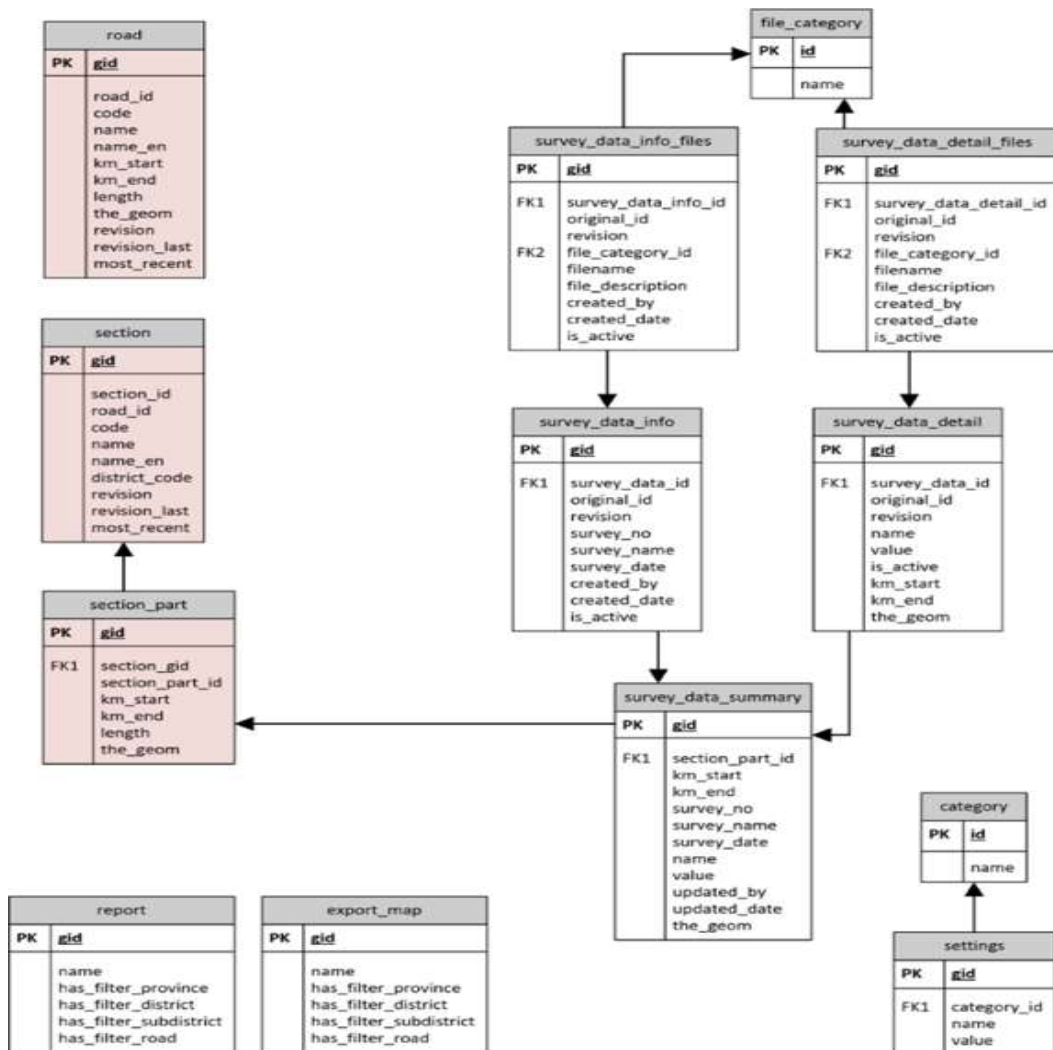 road
PK gid
road_id
code
name
name_en
km_start
km_end
length
the_geom
revision
revision_last
most_recent
section
PK gid
section_id
road_id
code
name
name_en
district_code
revision
revision_last
most_recent
section_part
PK gid
FK1 section_gid
section_part_id
km_start
km_end
length
the_geom
file_category
PK id
name
survey_data_info_files
PK gid
FK1 survey_data_info_id
original_id
revision
FK2 file_category_id
filename
file_description
created_by
created_date
is_active
survey_data_detail_files
PK gid
FK1 survey_data_detail_id
original_id
revision
FK2 file_category_id
filename
file_description
created_by
created_date
is_active
survey_data_info
PK gid
FK1 survey_data_id
original_id
revision
survey_no
survey_name
survey_date
created_by
created_date
is_active
survey_data_detail
PK gid
FK1 survey_data_id
original_id
revision
name
value
is_active
km_start
km_end
the_geom
survey_data_summary
PK gid
FK1 section_part_id
km_start
km_end
survey_no
survey_name
survey_date
name
value
updated_by
updated_date
the_geom
category
PK id
name
report
PK gid
name
has_filter_province
has_filter_district
has_filter_subdistrict
has_filter_road
export_map
PK gid
name
has_filter_province
has_filter_district
has_filter_subdistrict
has_filter_road
settings
PK gid
FK1 category_id
name
value